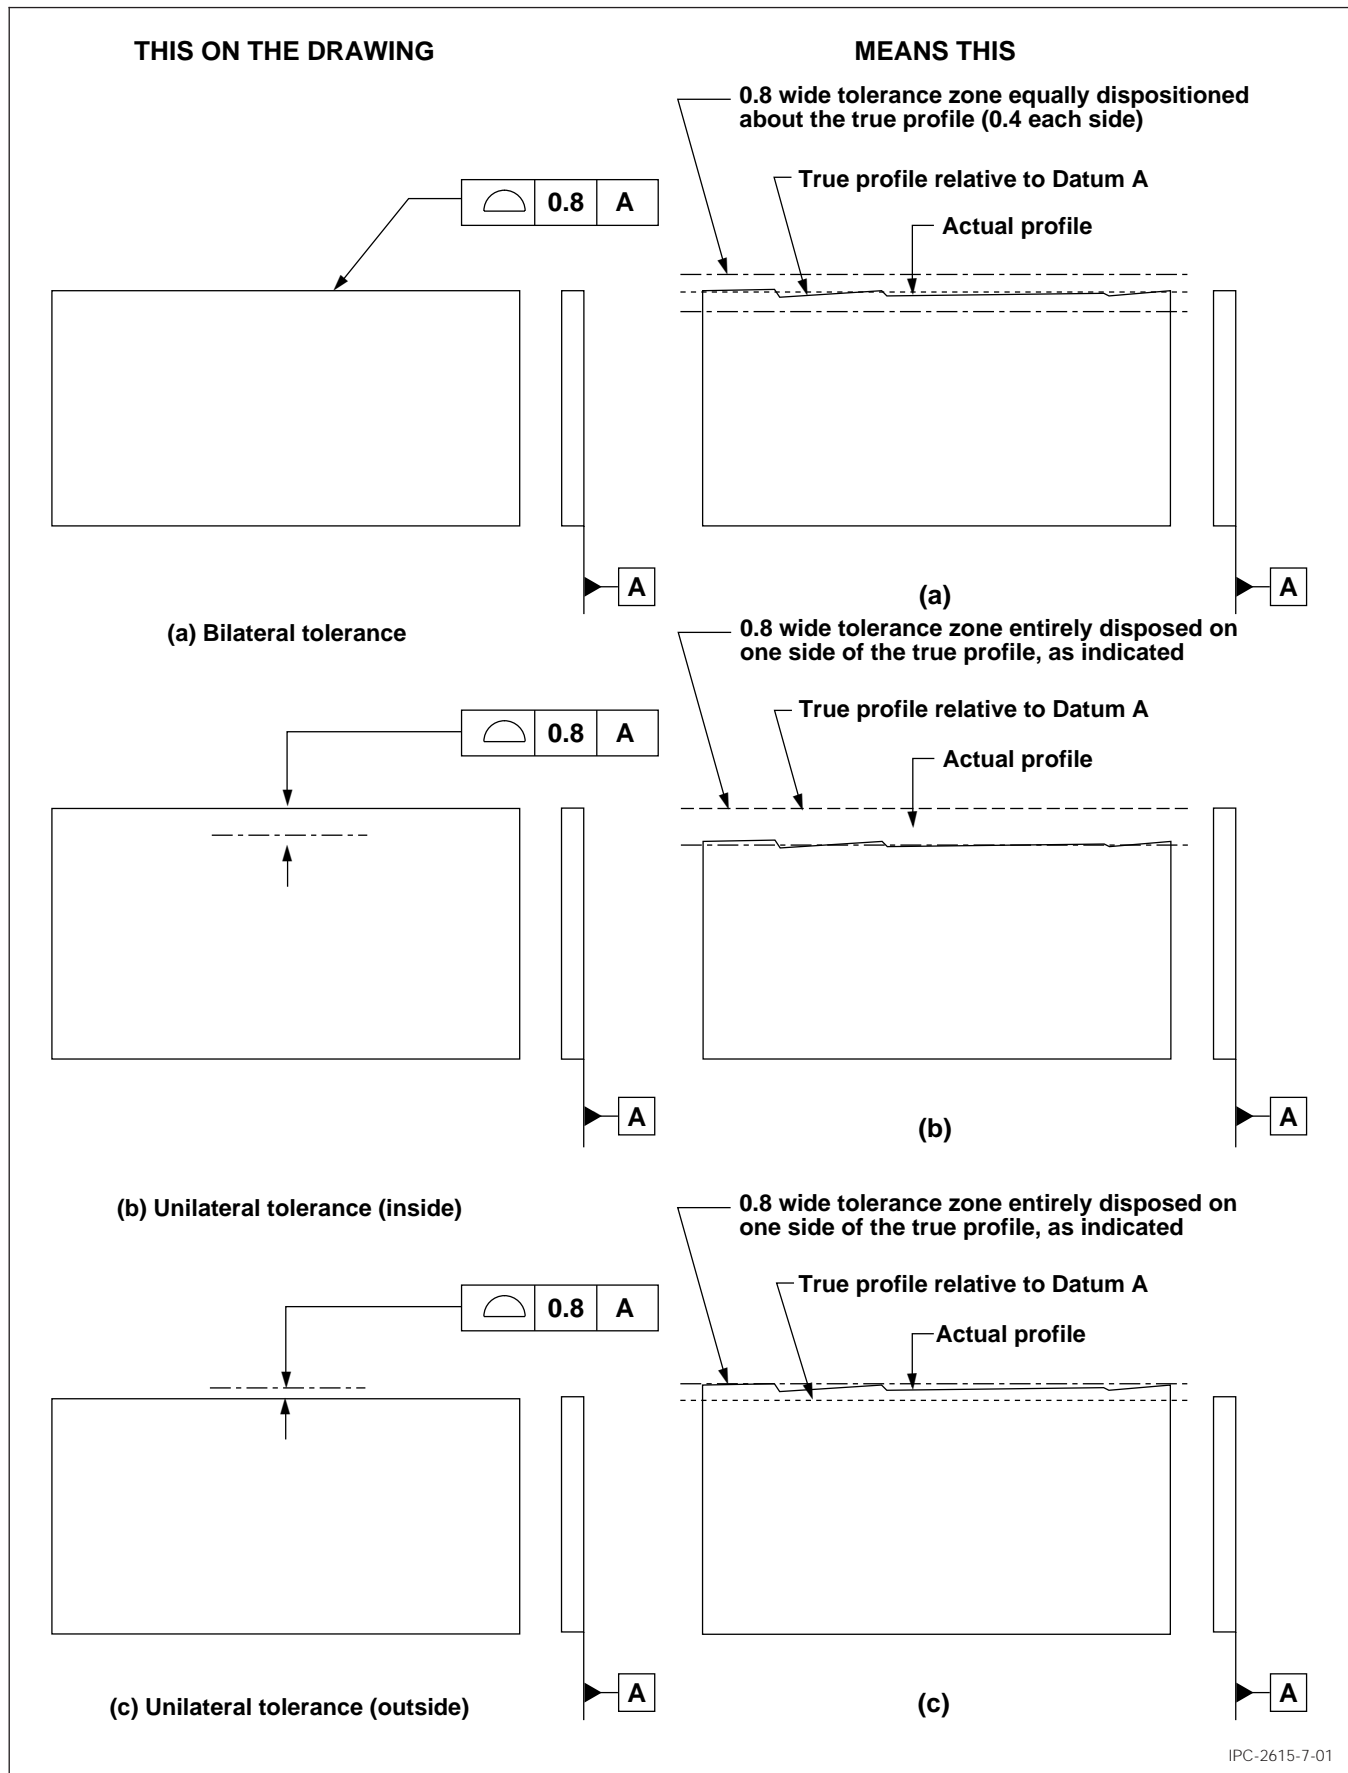 THIS ON THE DRAWING
MEANS THIS
0.8 wide tolerance zone equally dispositioned
about the true profile (0.4 each side)
True profile relative to Datum A
0.8 A
Actual profile
A
A
(a)
(a) Bilateral tolerance
0.8 wide tolerance zone entirely disposed on
one side of the true profile, as indicated
True profile relative to Datum A
0.8 A
Actual profile
A
A
(b)
(b) Unilateral tolerance (inside)
0.8 wide tolerance zone entirely disposed on
one side of the true profile, as indicated
True profile relative to Datum A
0.8 A
Actual profile
A
A
(c)
(c) Unilateral tolerance (outside)
IPC-2615-7-01